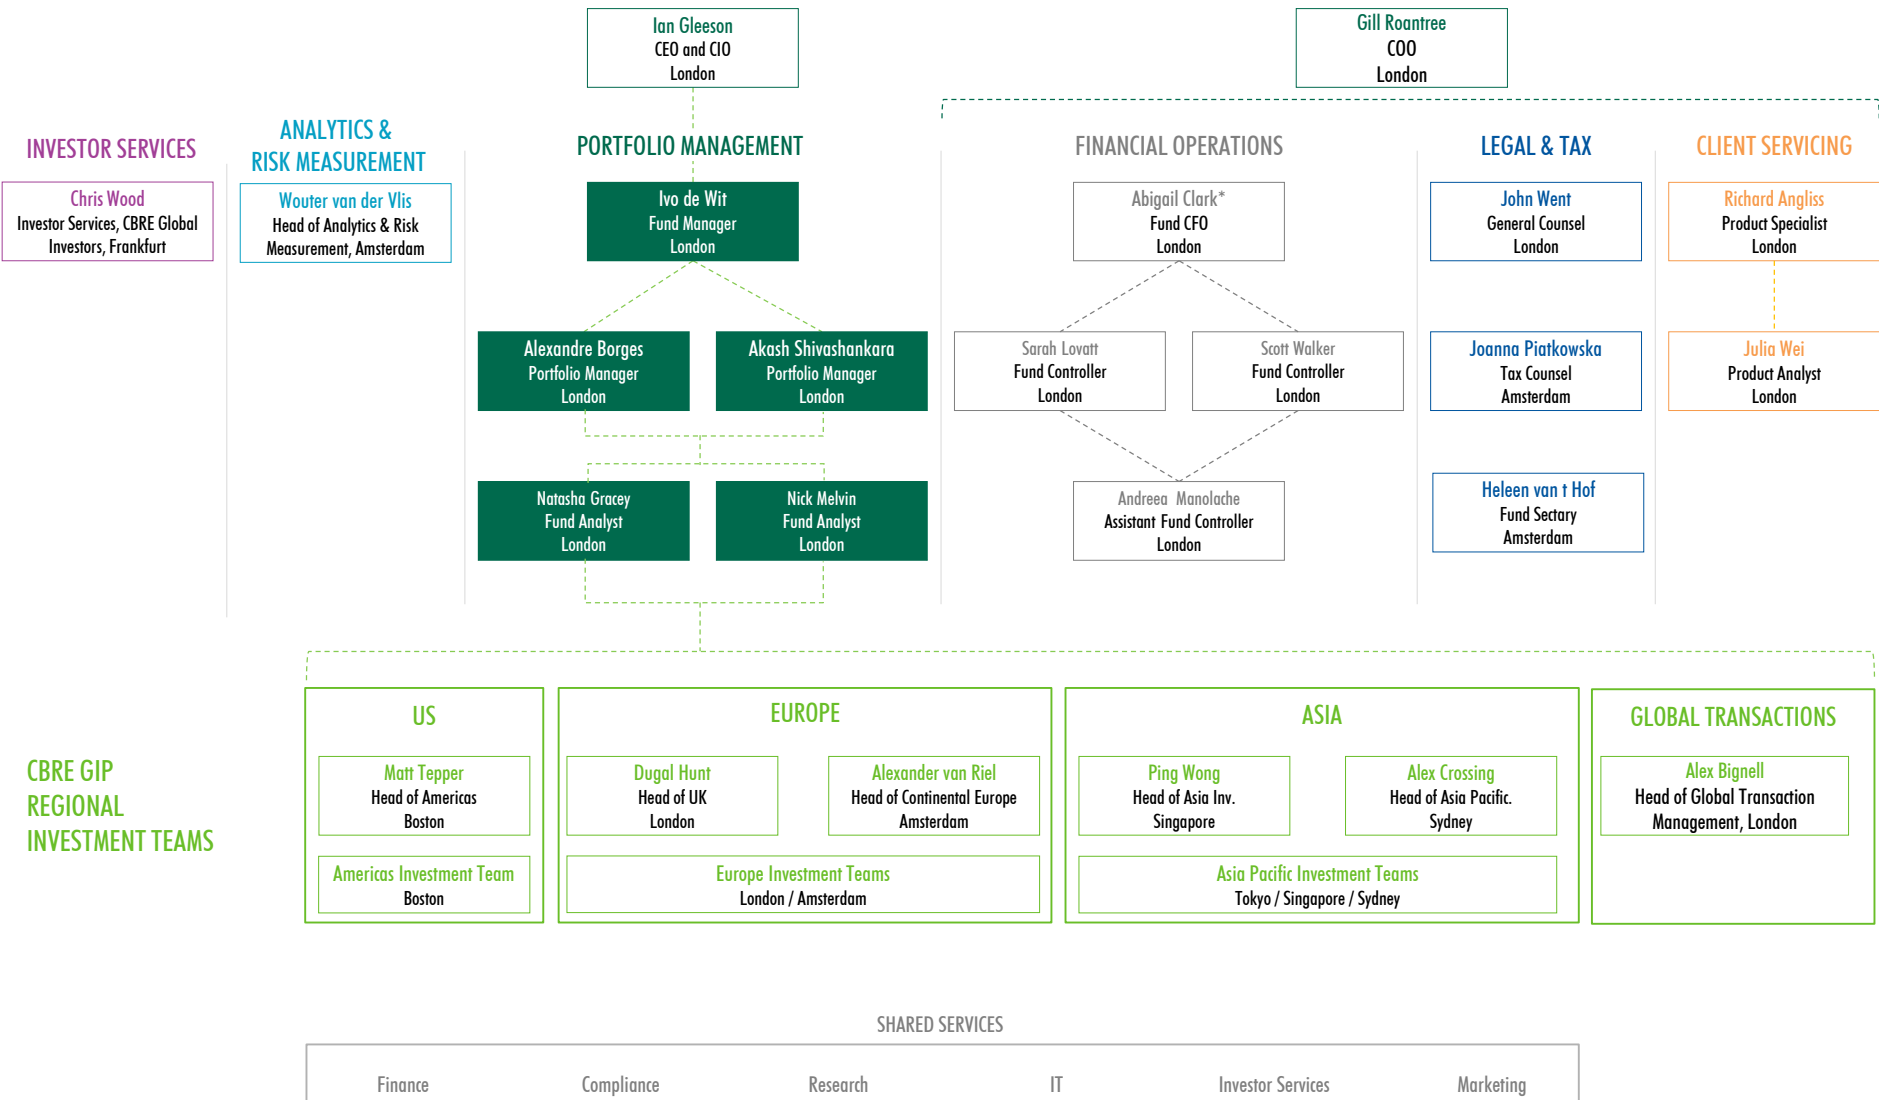 Ian Gleeson
CEO and CIO
London
Gill Roantree
COO
London
INVESTOR SERVICES
Chris Wood
Investor Services, CBRE Global
Investors, Frankfurt
ANALYTICS &
RISK MEASUREMENT
Wouter van der Vlis
Head of Analytics & Risk
Measurement, Amsterdam
PORTFOLIO MANAGEMENT
Ivo de Wit
Fund Manager
London
Alexandre Borges
Portfolio Manager
London
Akash Shivashankara
Portfolio Manager
London
Natasha Gracey
Fund Analyst
London
Nick Melvin
Fund Analyst
London
FINANCIAL OPERATIONS
Abigail Clark*
Fund CFO
London
Sarah Lovatt
Fund Controller
London
Scott Walker
Fund Controller
London
Andreea Manolache
Assistant Fund Controller
London
LEGAL & TAX
John Went
General Counsel
London
Joanna Piatkowska
Tax Counsel
Amsterdam
Heleen van t Hof
Fund Sectary
Amsterdam
CLIENT SERVICING
Richard Angliss
Product Specialist
London
Julia Wei
Product Analyst
London
CBRE GIP
REGIONAL
INVESTMENT TEAMS
US
Matt Tepper
Head of Americas
Boston
Americas Investment Team
Boston
EUROPE
Dugal Hunt
Head of UK
London
Alexander van Riel
Head of Continental Europe
Amsterdam
Europe Investment Teams
London / Amsterdam
ASIA
Ping Wong
Head of Asia Inv.
Singapore
Alex Crossing
Head of Asia Pacific.
Sydney
Asia Pacific Investment Teams
Tokyo / Singapore / Sydney
GLOBAL TRANSACTIONS
Alex Bignell
Head of Global Transaction
Management, London
SHARED SERVICES
Finance
Compliance
Research
IT
Investor Services
Marketing